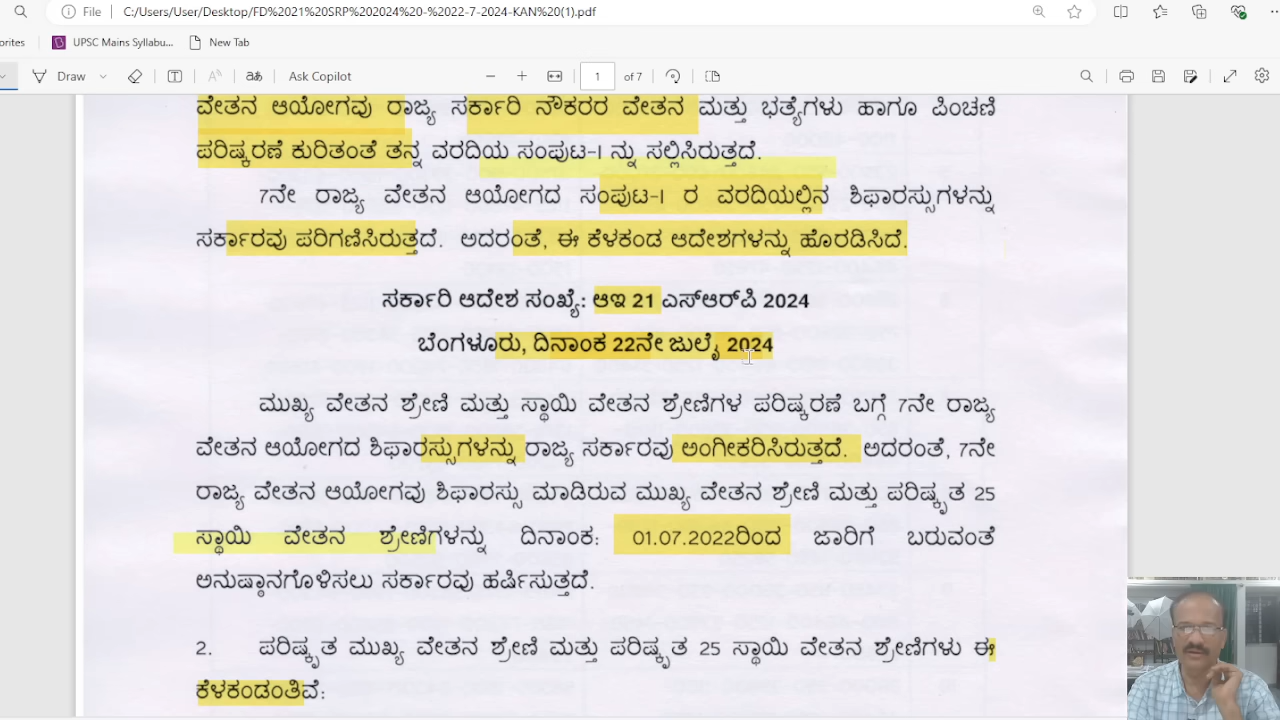 File C:/Users/User/Desktop/FD%2021%20SRP%202024%20-%2022-7-2024-KAN%20(1).pdf
orites UPSC Mains Syllabu... New Tab
Draw Ask Copilot 1 of 7
ವೇತನ ಆಯೋಗವು ರಾಜ್ಯ ಸರ್ಕಾರಿ ನೌಕರರ ವೇತನ ಮತ್ತು ಭತ್ಯೆಗಳು ಹಾಗೂ ಪಿಂಚಣಿ
ಪರಿಷ್ಕರಣೆ ಕುರಿತಂತೆ ತನ್ನ ವರದಿಯ ಸಂಪುಟ-I ನ್ನು ಸಲ್ಲಿಸಿರುತ್ತದೆ.
7ನೇ ರಾಜ್ಯ ವೇತನ ಆಯೋಗದ ಸಂಪುಟ-I ರ ವರದಿಯಲ್ಲಿನ ಶಿಫಾರಸ್ಸುಗಳನ್ನು
ಸರ್ಕಾರವು ಪರಿಗಣಿಸಿರುತ್ತದೆ. ಅದರಂತೆ, ಈ ಕೆಳಕಂಡ ಆದೇಶಗಳನ್ನು ಹೊರಡಿಸಿದೆ.
ಸರ್ಕಾರಿ ಆದೇಶ ಸಂಖ್ಯೆ: ಆಇ 21 ಎಸ್‌ಆರ್‌ಪಿ 2024
ಬೆಂಗಳೂರು, ದಿನಾಂಕ 22ನೇ ಜುಲೈ 2024
ಮುಖ್ಯ ವೇತನ ಶ್ರೇಣಿ ಮತ್ತು ಸ್ಥಾಯಿ ವೇತನ ಶ್ರೇಣಿಗಳ ಪರಿಷ್ಕರಣೆ ಬಗ್ಗೆ 7ನೇ ರಾಜ್ಯ
ವೇತನ ಆಯೋಗದ ಶಿಫಾರಸ್ಸುಗಳನ್ನು ರಾಜ್ಯ ಸರ್ಕಾರವು ಅಂಗೀಕರಿಸಿರುತ್ತದೆ. ಅದರಂತೆ, 7ನೇ
ರಾಜ್ಯ ವೇತನ ಆಯೋಗವು ಶಿಫಾರಸ್ಸು ಮಾಡಿರುವ ಮುಖ್ಯ ವೇತನ ಶ್ರೇಣಿ ಮತ್ತು ಪರಿಷ್ಕೃತ 25
ಸ್ಥಾಯಿ ವೇತನ ಶ್ರೇಣಿಗಳನ್ನು ದಿನಾಂಕ: 01.07.2022ರಿಂದ ಜಾರಿಗೆ ಬರುವಂತೆ
ಅನುಷ್ಠಾನಗೊಳಿಸಲು ಸರ್ಕಾರವು ಹರ್ಷಿಸುತ್ತದೆ.
2. ಪರಿಷ್ಕೃತ ಮುಖ್ಯ ವೇತನ ಶ್ರೇಣಿ ಮತ್ತು ಪರಿಷ್ಕೃತ 25 ಸ್ಥಾಯಿ ವೇತನ ಶ್ರೇಣಿಗಳು ಈ
ಕೆಳಕಂಡಂತಿವೆ: